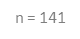 n = 141